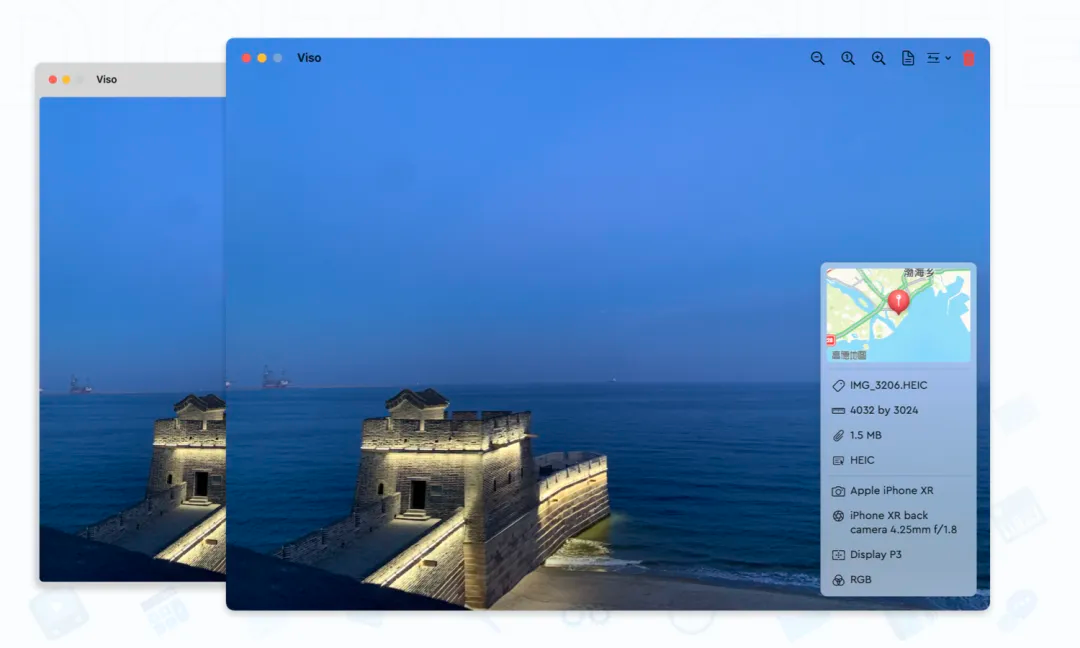 Viso
Viso
渤海乡
高德地图
IMG_3206.HEIC
4032 by 3024
1.5 MB
HEIC
Apple iPhone XR
iPhone XR back
camera 4.25mm f/1.8
Display P3
RGB